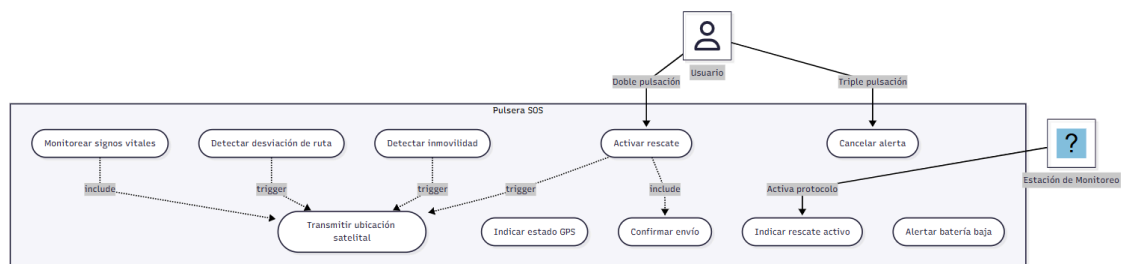 Usuario
Doble pulsación
Triple pulsación
Pulsera SOS
Monitorear signos vitales
Detectar desviación de ruta
Detectar inmovilidad
Activar rescate
Cancelar alerta
?
Estación de Monitoreo
include
trigger
trigger
trigger
include
Activa protocolo
Transmitir ubicación
satelital
Indicar estado GPS
Confirmar envío
Indicar rescate activo
Alertar batería baja